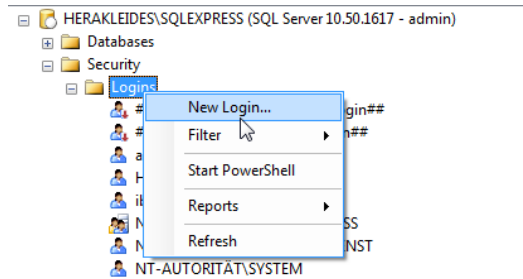 HERAKLEIDES\SQLEXPRESS (SQL Server 10.50.1617 - admin)
Databases
Security
Logins
New Login...
Filter
Start PowerShell
Reports
Refresh
NT-AUTORITÄT\SYSTEM